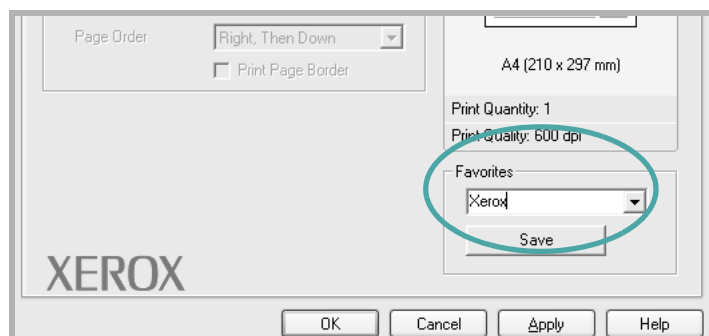 Page Order
Right, Then Down
Print Page Border
A4 (210 x 297 mm)
Print Quantity: 1
Print Quality: 600 dpi
Favorites
Xerox
Save
XEROX
OK Cancel Apply Help